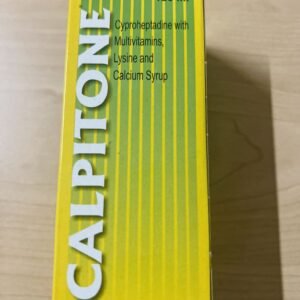 Cyproheptadine with
Multivitamins,
Lysine and
Calcium Syrup
CALPITONE